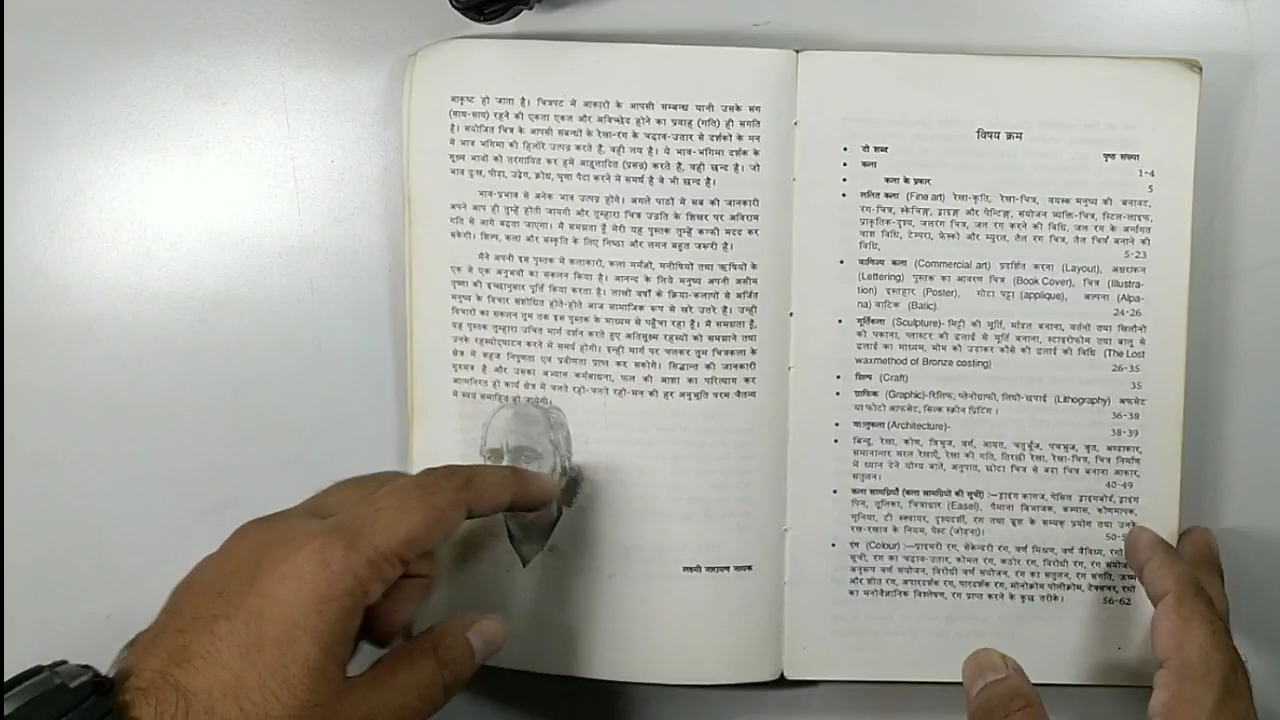 आकृष्ट हो जाता है। चित्रपट में आकारों के आपसी सम्बन्ध यानी उसके संग
(साथ-साथ) रहने की एकता एकत और अविच्छेद होने का प्रवाह (गति) ही संगति
है। संयोजित चित्र के आपसी संबन्धों के रेखा-रंग के चढ़ाव-उतार से दर्शकों के मन
में भाव भंगिमा की हिलोरें उत्पन्न करते है, वही लय है। ये भाव-भंगिमा दर्शक के
सूक्ष्म भावों को तरंगायित कर हमें आह्लादित (प्रसन्न) करते हैं, वही छन्द है। जो
भाव दुःख, पीड़ा, उद्वेग, क्रोध, घृणा पैदा करने में समर्थ है वे भी छन्द है।
भाव-प्रभाव से अनेक भाव उत्पन्न होंगे। अगले पाठों में सब की जानकारी
अपने आप ही तुम्हें होती जायगी और तुम्हारा चित्र उन्नति के शिखर पर अविराम
गति से आगे बढ़ता जाएगा। मैं समझता हूँ मेरी यह पुस्तक तुम्हें काफी मदद कर
सकेगी। शिल्प, कला और संस्कृति के लिए निष्ठा और लगन बहुत जरूरी है।
मैंने अपनी इस पुस्तक में कलाकारों, कला मर्मज्ञों, मनीषियों तथा ऋषियों के
एक से एक अनुभवों का संकलन किया है। आनन्द के लिये मनुष्य अपनी असीम
तृष्णा की इच्छानुसार पूर्ति किया करता है। लाखों वर्षों के क्रिया-कलापों से अर्जित
मनुष्य के विचार संशोधित होते-होते आज सामाजिक रूप से खरे उतरे है। उन्हीं
विचारों का संकलन तुम तक इस पुस्तक के माध्यम से पहुँचा रहा है। मैं समझता हूँ,
यह पुस्तक तुम्हारा उचित मार्ग दर्शन करते हुए अतिसूक्ष्म रहस्यों को समझाने तथा
उनके रहस्योद्घाटन करने में समर्थ होगी। इन्हीं मार्ग पर चलकर तुम चित्रकला के
क्षेत्र में सहज निपुणता एवं प्रवीणता प्राप्त कर सकोगे। सिद्धान्त की जानकारी
गुरुमंत्र है और उसका अभ्यास कर्मसाधना, फल की आशा का परित्याग कर
आत्मनिरत हो कार्य क्षेत्र में चलते रहो-चलते रहो-मन की हर अनुभूति परम चैतन्य
में स्वयं समाहित हो जायेगी।
लक्ष्मी नारायण नायक
विषय क्रम
पृष्ठ संख्या
• दो शब्द 1-4
• कला 5
• कला के प्रकार
• ललित कला (Fine art) रेखा-कृति, रेखा-चित्र, वयस्क मनुष्य की बनावट,
रंग-चित्र, स्केचिङ्ग, ड्राइङ्ग और पेन्टिङ्ग, संयोजन व्यक्ति-चित्र, स्टिल-लाइफ,
प्राकृतिक-दृश्य, जलरंग चित्र, जल रंग करने की विधि, जल रंग के अर्न्तगत
वाश विधि, टेम्परा, फ्रेस्को और म्युरल, तेल रंग चित्र, तेल चित्र बनाने की
विधि, 5-23
• वाणिज्य कला (Commercial art) प्रदर्शित करना (Layout), अक्षरांकन
(Lettering) पुस्तक का आवरण चित्र (Book Cover), चित्र (Illustra-
tion) इस्तहार (Poster), गोटा पट्टा (applique), अल्पना (Alpa-
na) वाटिक (Batic). 24-26
• मूर्तिकला (Sculpture)- मिट्टी की मूर्ति, मॉडल बनाना, बर्तनों तथा खिलौनों
को पकाना, प्लास्टर की ढलाई से मूर्ति बनाना, स्टाइरोफोम तथा बालू से
ढलाई का माध्यम, मोम को उड़ाकर काँसे की ढलाई की विधि (The Lost
waxmethod of Bronze costing) 26-35
• शिल्प (Craft) 35
• ग्राफिक (Graphic)-रिलिफ, प्लेनोग्राफी, लिथो-छपाई (Lithography) अफसेट
या फोटो आफसेट, सिल्क स्क्रीन प्रिटिंग। 36-38
• वास्तुकला (Architecture)- 38-39
• बिन्दु, रेखा, कोण, त्रिभुज, वर्ग, आयत, चतुर्भुज, पंचभुज, वृत, अण्डाकार,
समानान्तर सरल रेखाएँ, रेखा की गति, तिरछी रेखा, रेखा-चित्र, चित्र निर्माण
में ध्यान देने योग्य बातें, अनुपात, छोटा चित्र से बड़ा चित्र बनाना आकार,
संतुलन। 40-49
• कला सामग्रियाँ (कला सामग्रियों की सूची) :—ड्राइंग कागज, पेंसिल ड्राइंगबोर्ड, ड्राइंग
पिन, तूलिका, चित्राधार (Easel), पैमाना विभाजक, कम्पास, कोणमापक,
गुनिया, टी स्क्वायर, दृश्यदर्शी, रंग तथा ब्रुश के सम्यक् प्रयोग तथा उनके
रख-रखाव के नियम, पेस्ट (जोड़ना)। 50-5
• रंग (Colour) :—प्राइमरी रंग, सेकेन्डरी रंग, वर्ण मिश्रण, वर्ण वैविध्य, रंगों
सूची, रंग का चढ़ाव-उतार, कोमल रंग, कठोर रंग, विरोधी रंग, रंग संयोजन
अनुरूप वर्ण संयोजन, विरोधी वर्ण संयोजन, रंग का संतुलन, रंग संगति, ऊष्म
और शीत रंग, अपारदर्शक रंग, पारदर्शक रंग, मोनोक्रोम पोलीक्रोम, टेक्सचर, रंगों
का मनोवैज्ञानिक विश्लेषण, रंग प्राप्त करने के कुछ तरीके। 56-62